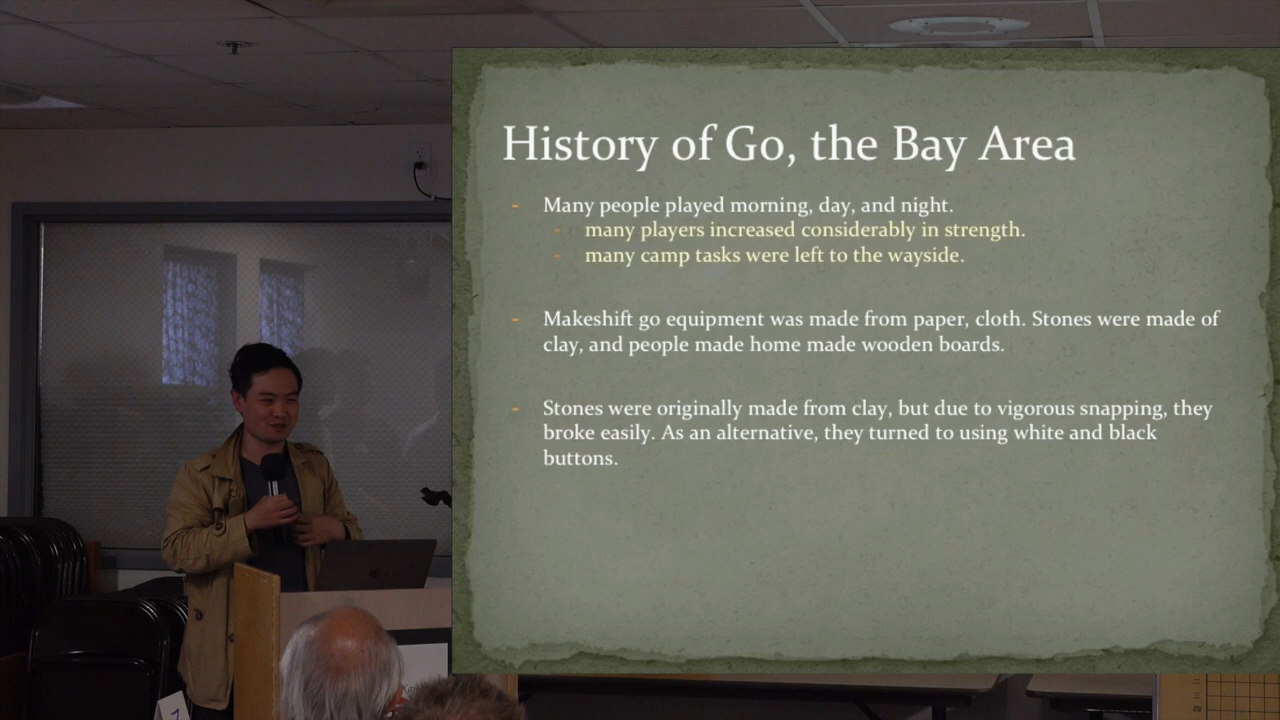 History of Go, the Bay Area
- Many people played morning, day, and night.
- many players increased considerably in strength.
- many camp tasks were left to the wayside.
- Makeshift go equipment was made from paper, cloth. Stones were made of
clay, and people made home made wooden boards.
- Stones were originally made from clay, but due to vigorous snapping, they
broke easily. As an alternative, they turned to using white and black
buttons.